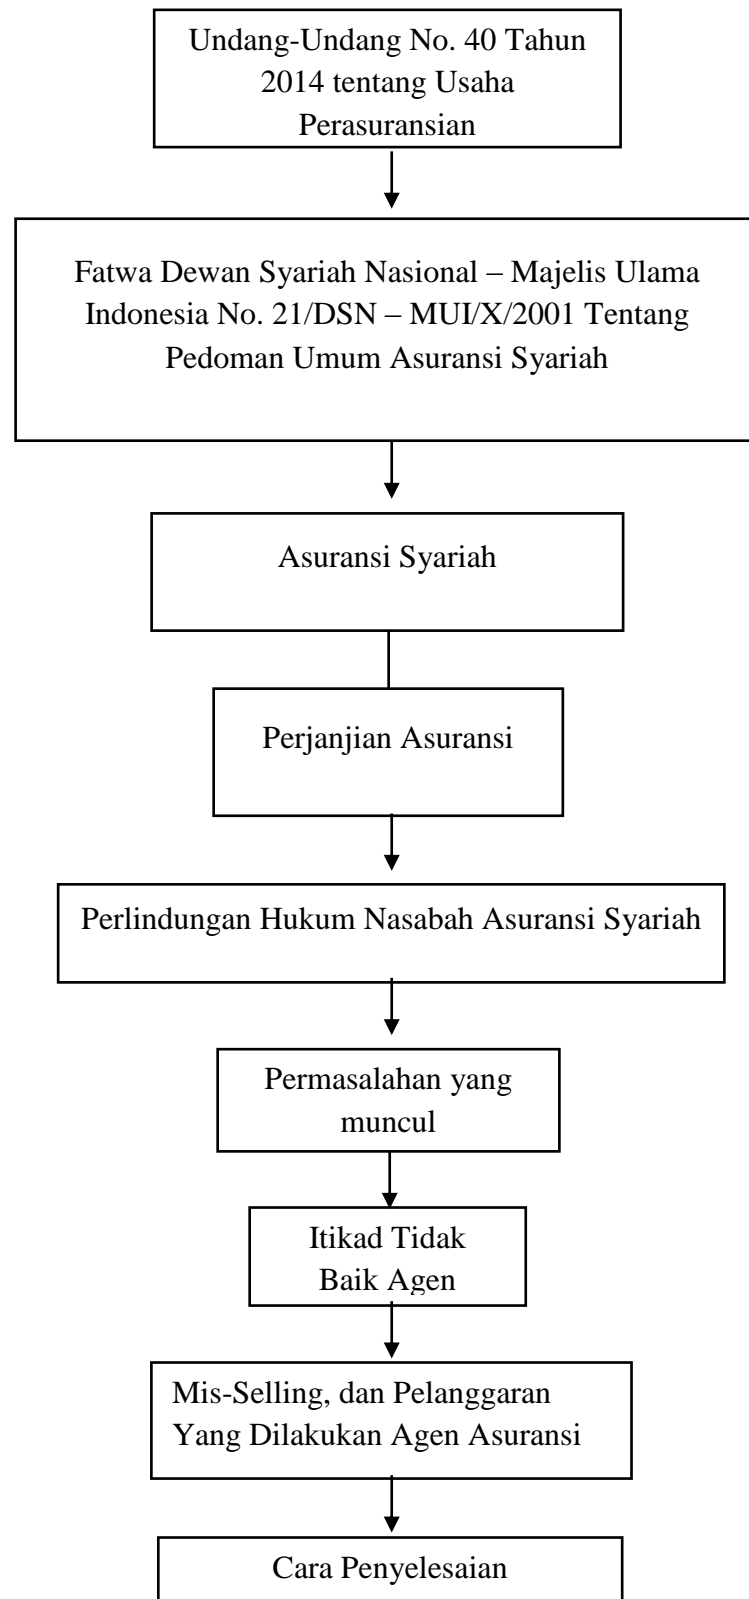 Undang-Undang No. 40 Tahun
2014 tentang Usaha
Perasuransian
Fatwa Dewan Syariah Nasional – Majelis Ulama
Indonesia No. 21/DSN – MUI/X/2001 Tentang
Pedoman Umum Asuransi Syariah
Asuransi Syariah
Perjanjian Asuransi
Perlindungan Hukum Nasabah Asuransi Syariah
Permasalahan yang
muncul
Itikad Tidak
Baik Agen
Mis-Selling, dan Pelanggaran
Yang Dilakukan Agen Asuransi
Cara Penyelesaian